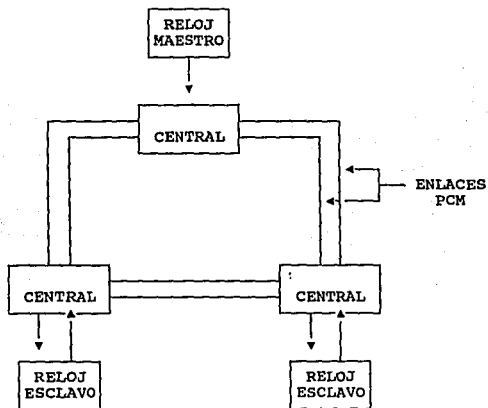 RELOJ
MAESTRO
CENTRAL
ENLACES
PCM
CENTRAL
CENTRAL
RELOJ
ESCLAVO
RELOJ
ESCLAVO